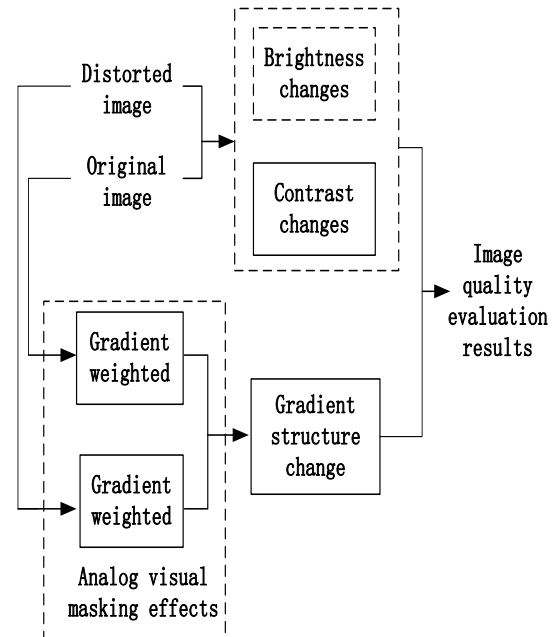 Brightness
changes
Distorted
image
Original
image
Contrast
changes
Image
quality
evaluation
results
Gradient
weighted
Gradient
structure
change
Gradient
weighted
Analog visual
masking effects